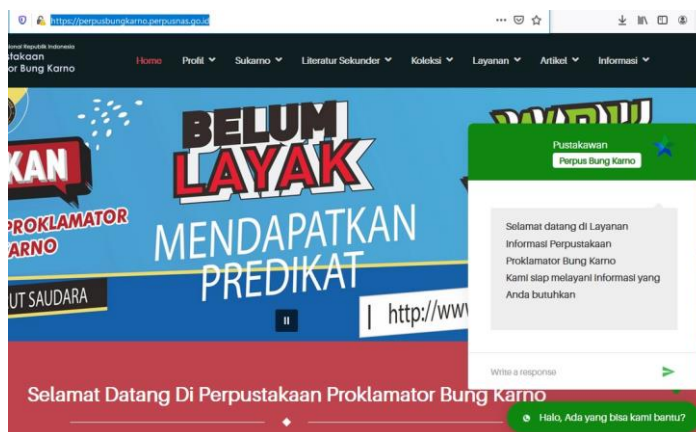 https://perpusbungkarno.perpusnas.go.id
Republik Indonesia
or Bung Karno
Home Profil Sukarno Literatur Sekunder Koleksi Layanan Artikel Informasi
KAN
PROKLAMATOR
ARNO
UT SAUDARA
BELUM
LAYAK
MENDAPATKAN
PREDIKAT
http://www
Pustakawan
Perpus Bung Karno
Selamat datang di Layanan
Informasi Perpustakaan
Proklamator Bung Karno
Kami siap melayani informasi yang
Anda butuhkan
Write a response
Selamat Datang Di Perpustakaan Proklamator Bung Karno
Halo, Ada yang bisa kami bantu?